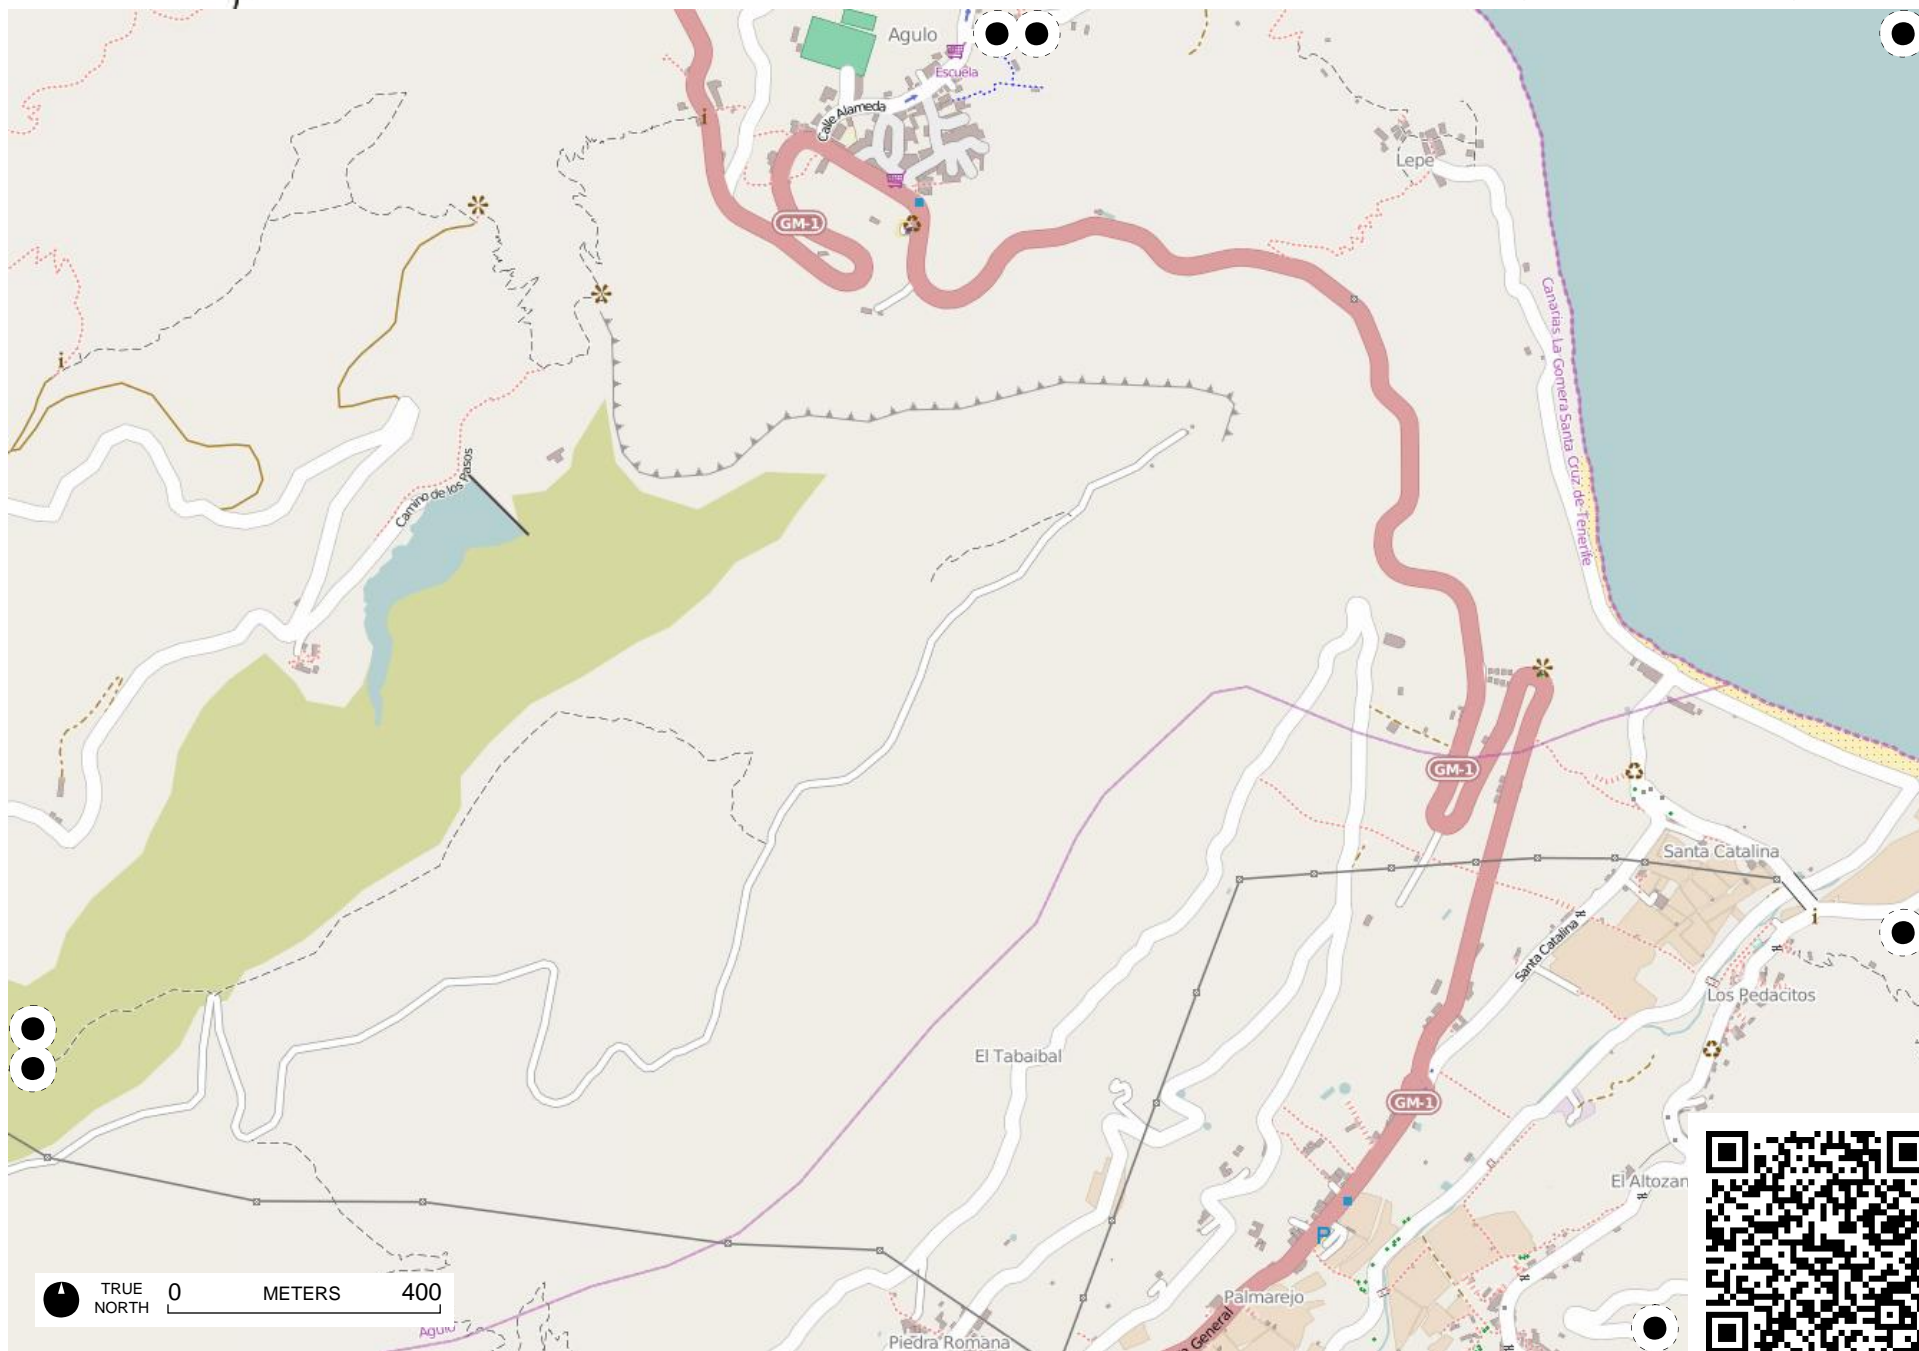 Agulo
Escuela
Calle Alameda
i
Lepe
GM-1
Canarias La Gomera Santa Cruz de Tenerife
i
Camino de los Pasos
GM-1
Santa Catalina
Santa Catalina
i
Los Pedacitos
El Tabaibal
GM-1
El Altozan
P
Palmarejo
General
Piedra Romana
Agulo
TRUE
NORTH
0 METERS 400